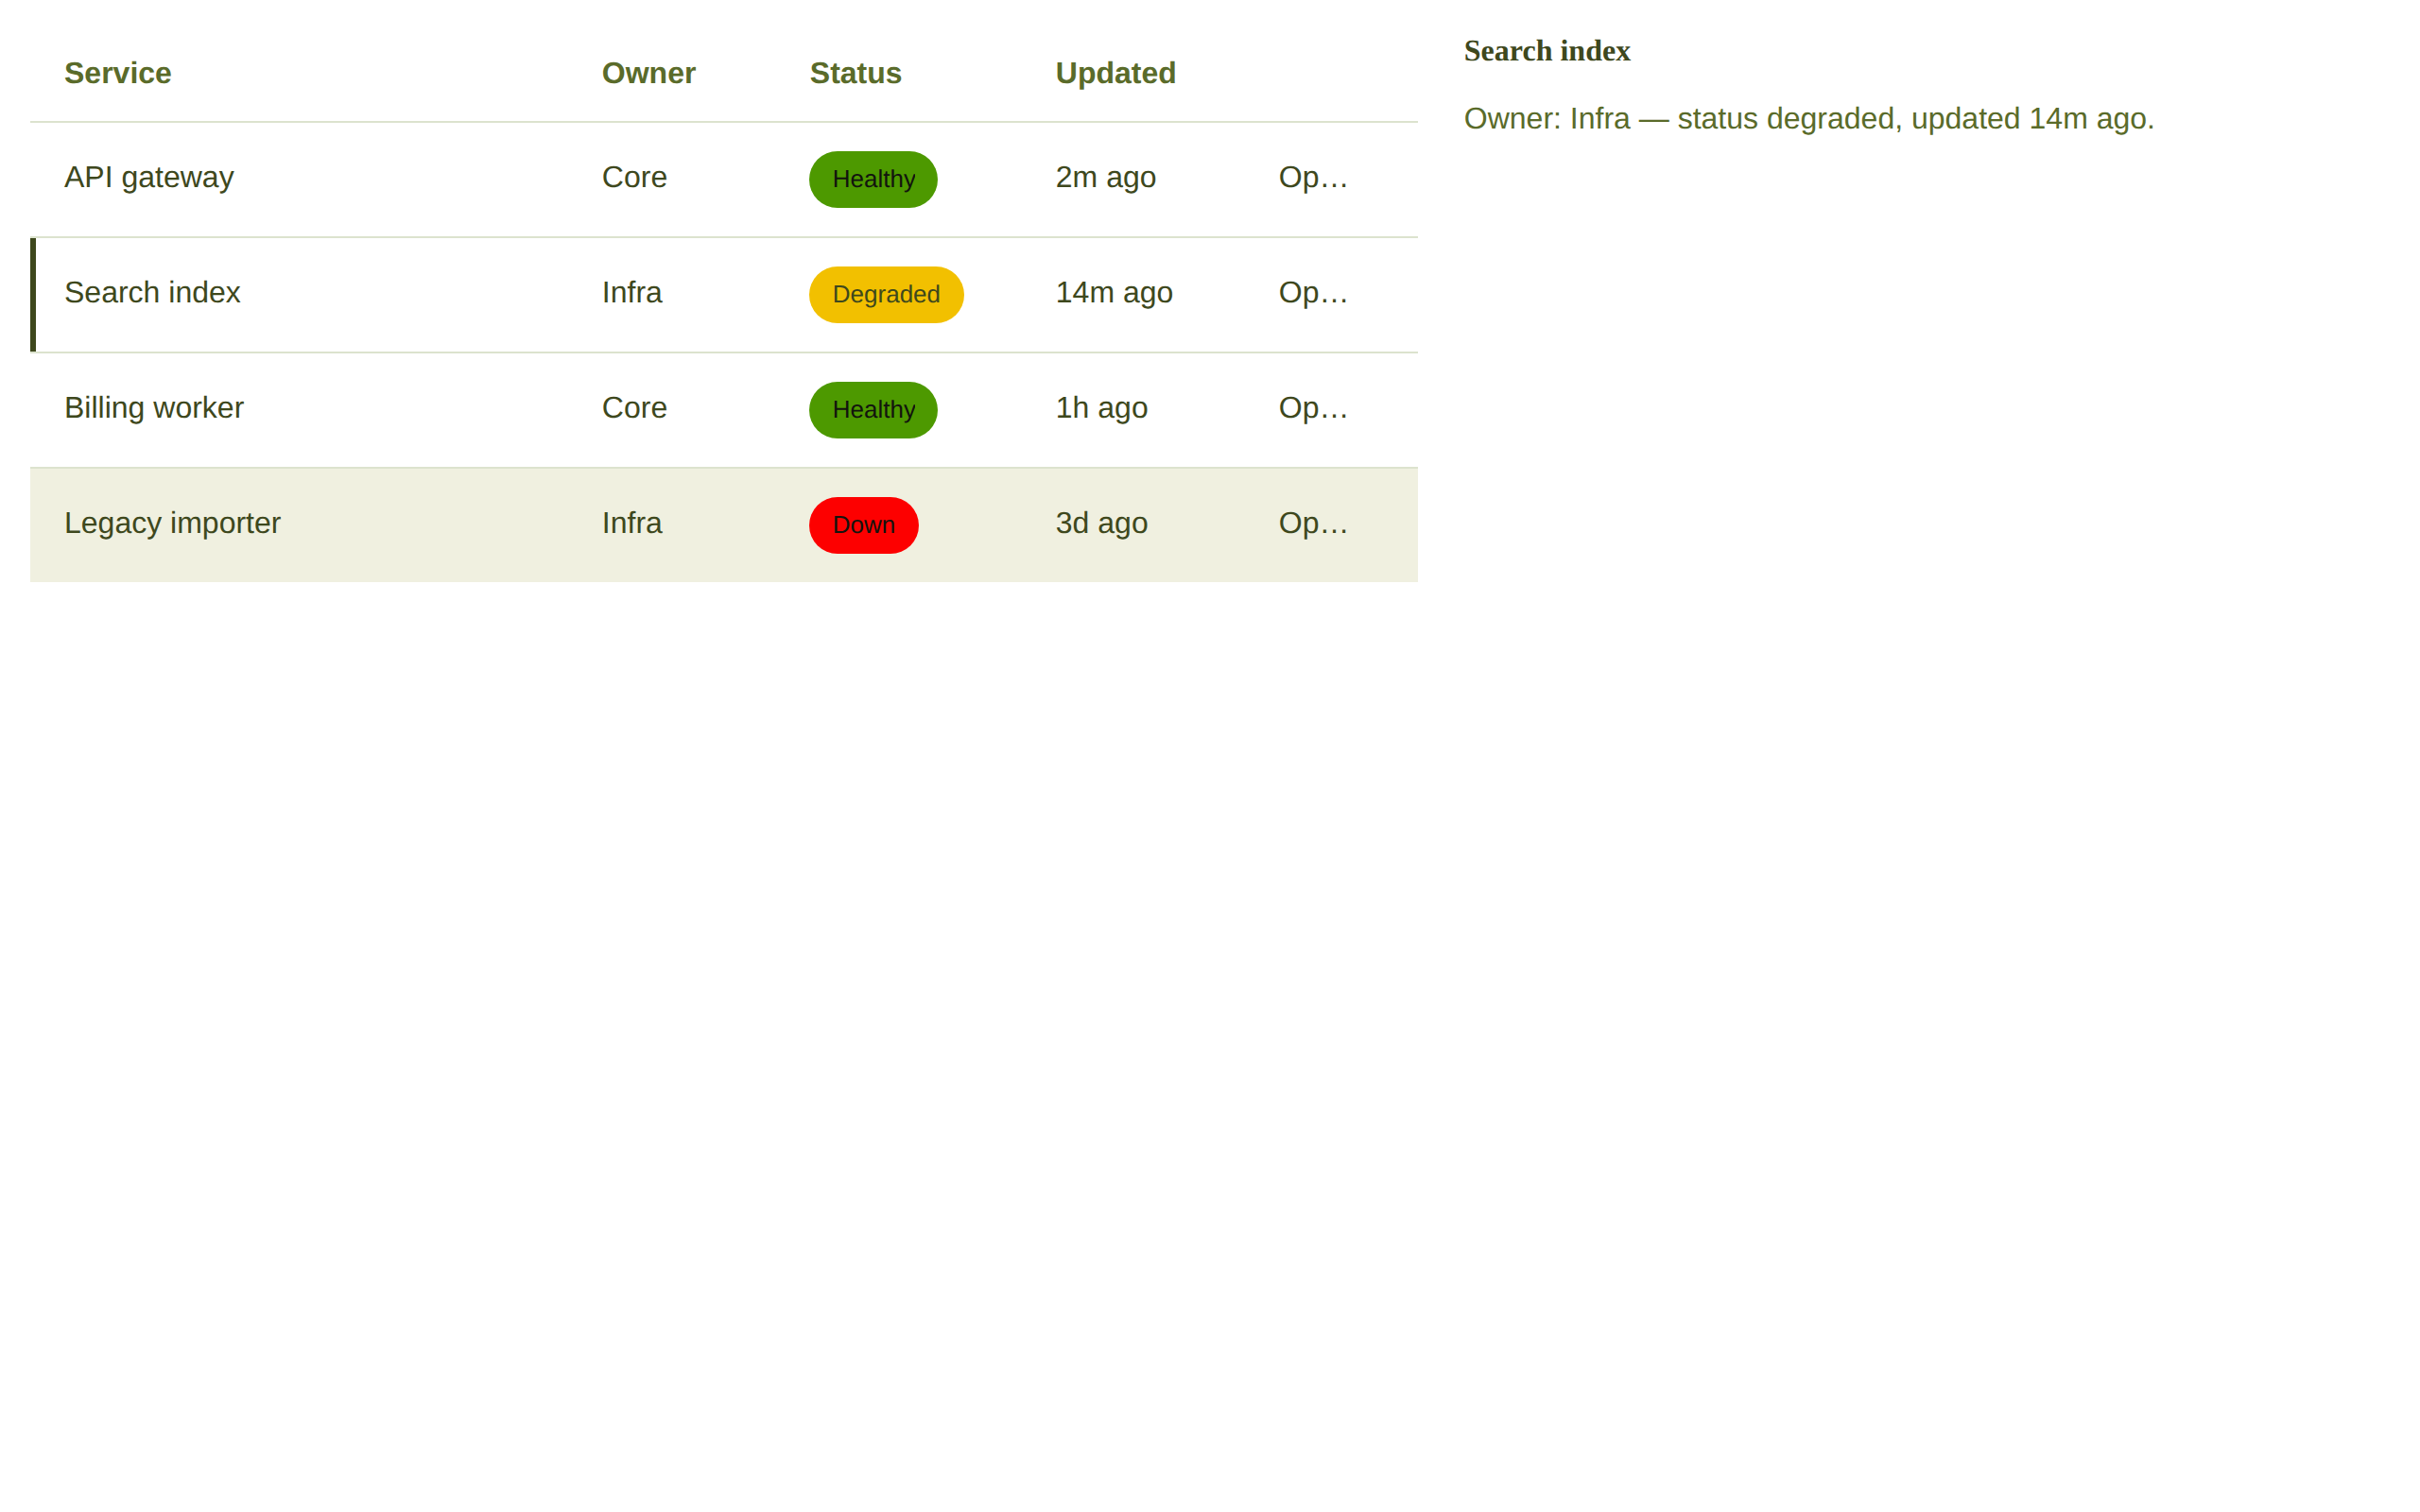 Service Owner Status Updated
API gateway Core Healthy 2m ago Op…
Search index Infra Degraded 14m ago Op…
Billing worker Core Healthy 1h ago Op…
Legacy importer Infra Down 3d ago Op…
Search index
Owner: Infra — status degraded, updated 14m ago.